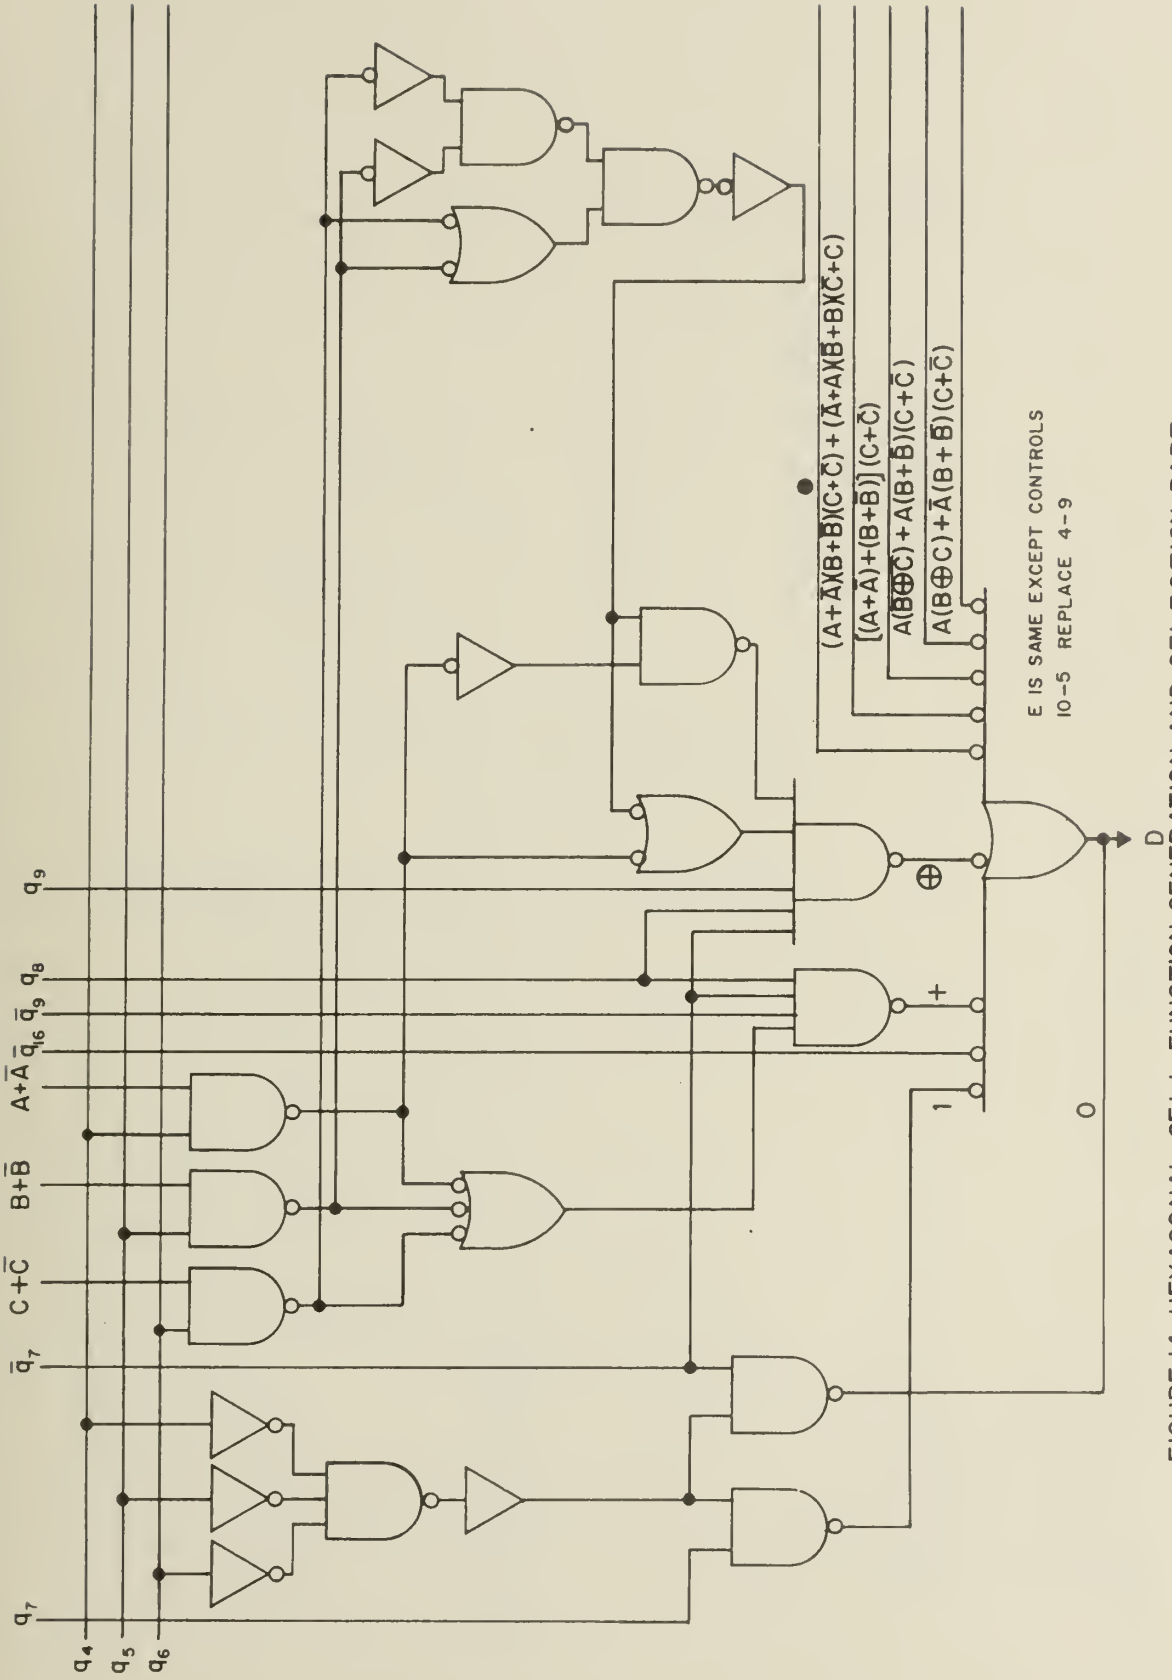 q₄
q₅
q₆
q₇
q̅₇
C+C̅
B+B̅
A+A̅
q̅₁₆
q̅₉
q₈
q₉
1
+
⊕
0
D
(A+A̅)(B+B̅)(C+C̅)+(A̅+A)(B̅+B)(C̅+C)
[(A+A̅)+(B+B̅)](C+C̅)
A(B⊕C)+A(B+B̅)(C+C̅)
A(B⊕C)+A̅(B+B̅)(C+C̅)
E IS SAME EXCEPT CONTROLS
10-5 REPLACE 4-9